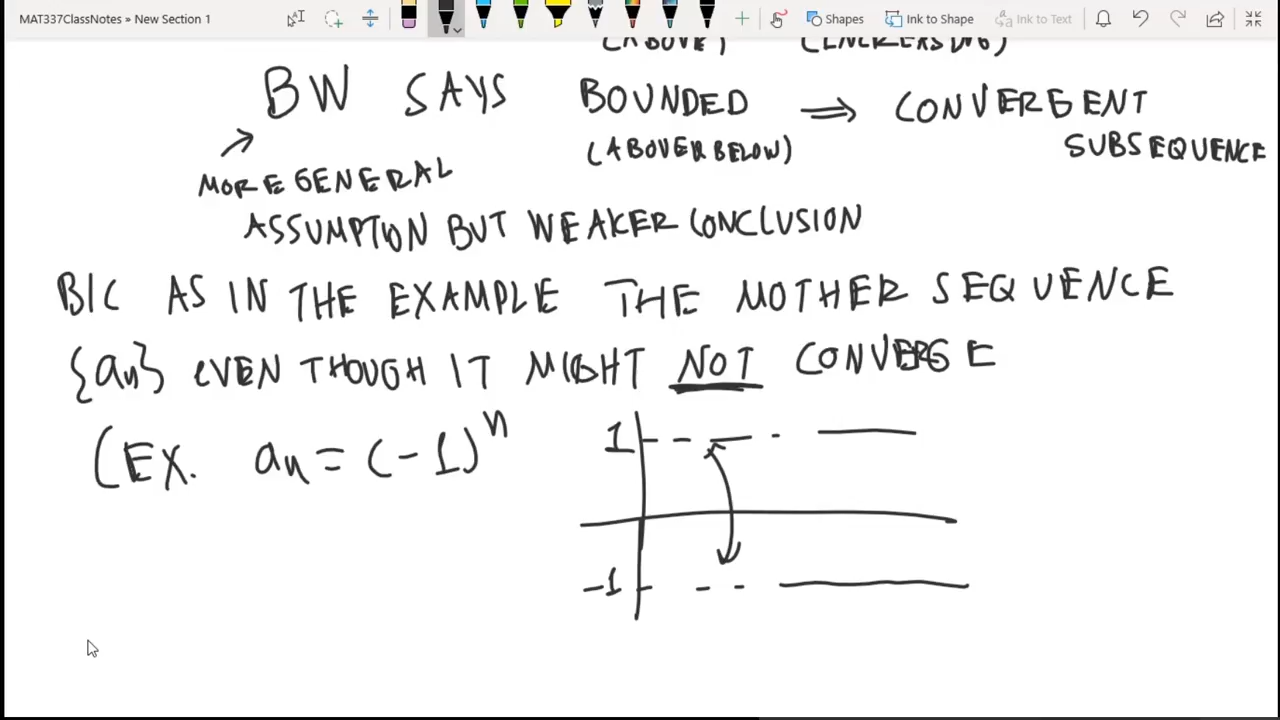 MAT337ClassNotes » New Section 1
Shapes Ink to Shape Ink to Text
(ABOVE) (INCREASING)
BW SAYS BOUNDED ⟹ CONVERGENT
(ABOVE & BELOW) SUBSEQUENCE
MORE GENERAL
ASSUMPTION BUT WEAKER CONCLUSION
B/C AS IN THE EXAMPLE THE MOTHER SEQUENCE
{an} EVEN THOUGH IT MIGHT NOT CONVERGE
(EX. an = (-1)^n
1
-1